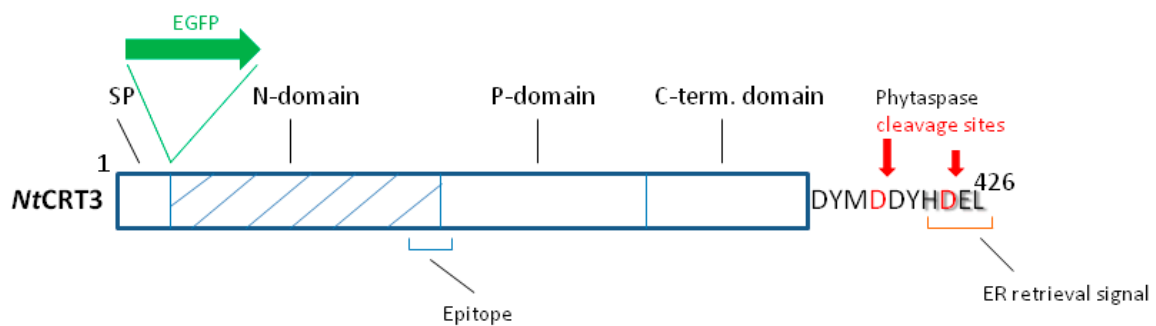 EGFP
SP
N-domain
P-domain
C-term. domain
Phytaspase
cleavage sites
1
NtCRT3
DYMDDYHDEL
426
Epitope
ER retrieval signal